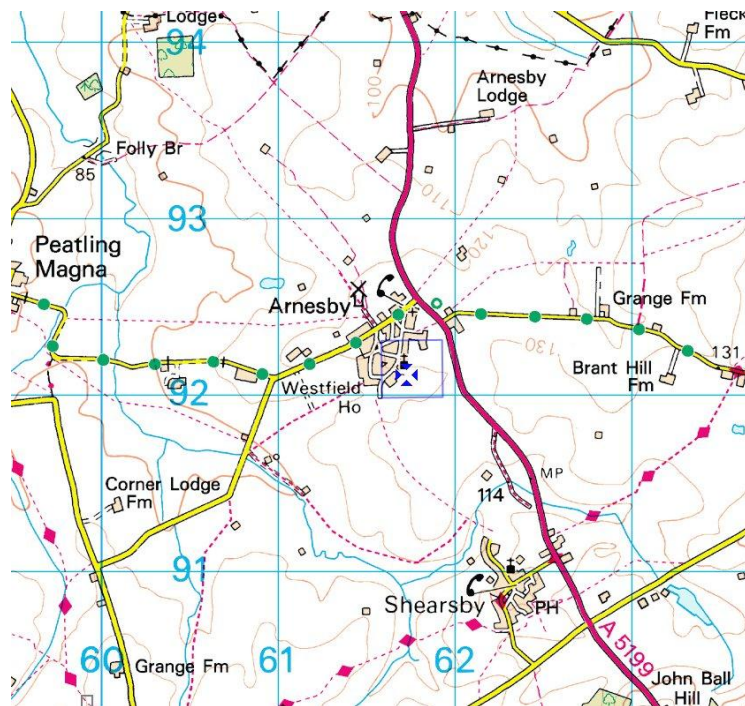 Lodge
94
Fleck
Fm
Arnesby
Lodge
100
Folly Br
85
110
93
120
Peatling
Magna
Arnesby
Grange Fm
130
131
Brant Hill
Fm
92
Westfield
Ho
MP
114
Corner Lodge
Fm
91
Shearsby
PH
A 5199
60
61
62
Grange Fm
John Ball
Hill